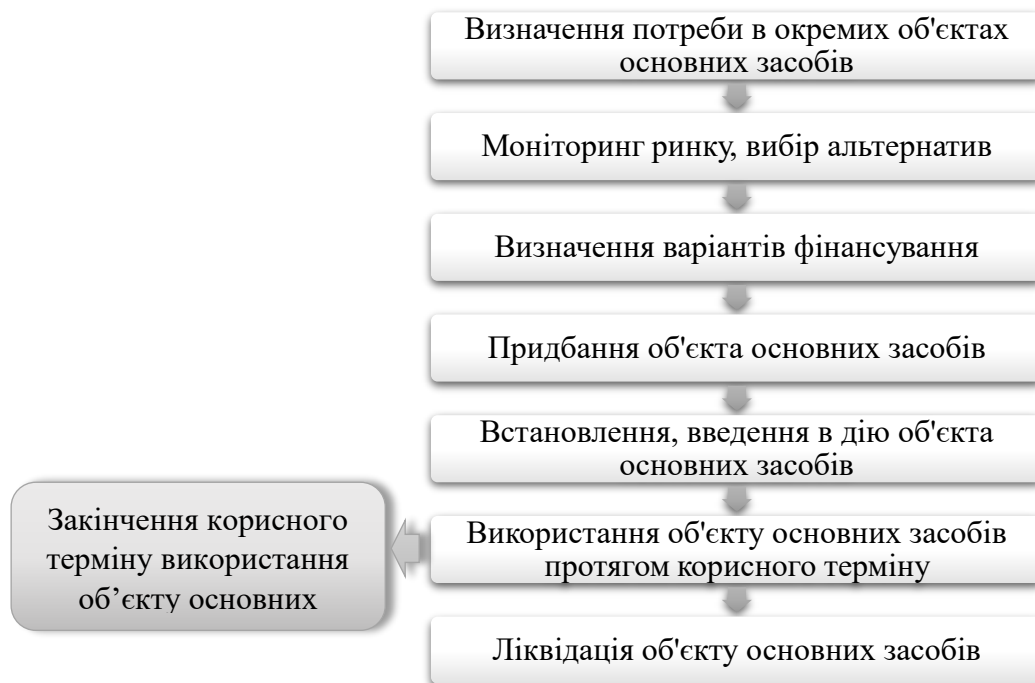 Визначення потреби в окремих об'єктах
основних засобів
Моніторинг ринку, вибір альтернатив
Визначення варіантів фінансування
Придбання об'єкта основних засобів
Встановлення, введення в дію об'єкта
основних засобів
Використання об'єкту основних засобів
протягом корисного терміну
Закінчення корисного
терміну використання
об’єкту основних
Ліквідація об'єкту основних засобів